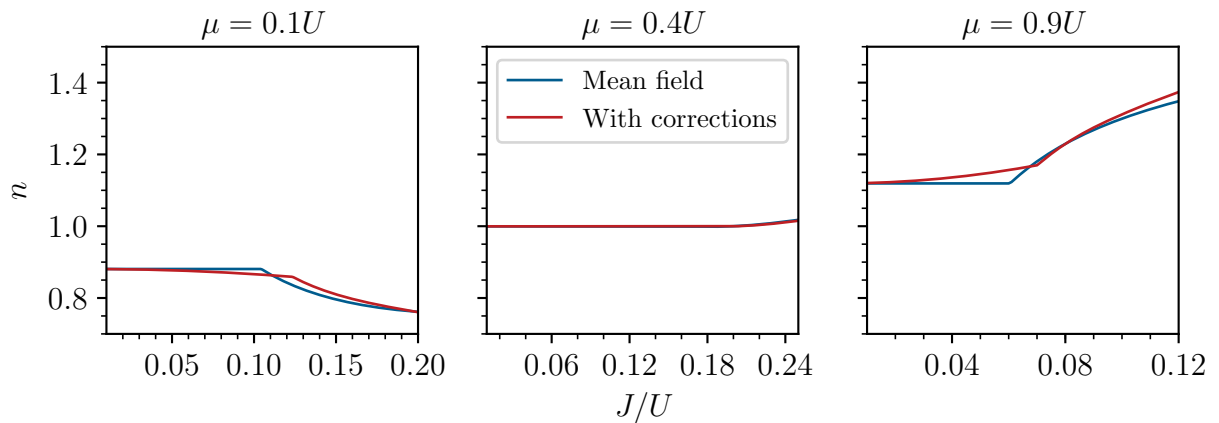 μ = 0.1U
μ = 0.4U
μ = 0.9U
n
1.4
1.2
1.0
0.8
Mean field
With corrections
0.05 0.10 0.15 0.20
0.06 0.12 0.18 0.24
0.04 0.08 0.12
J/U